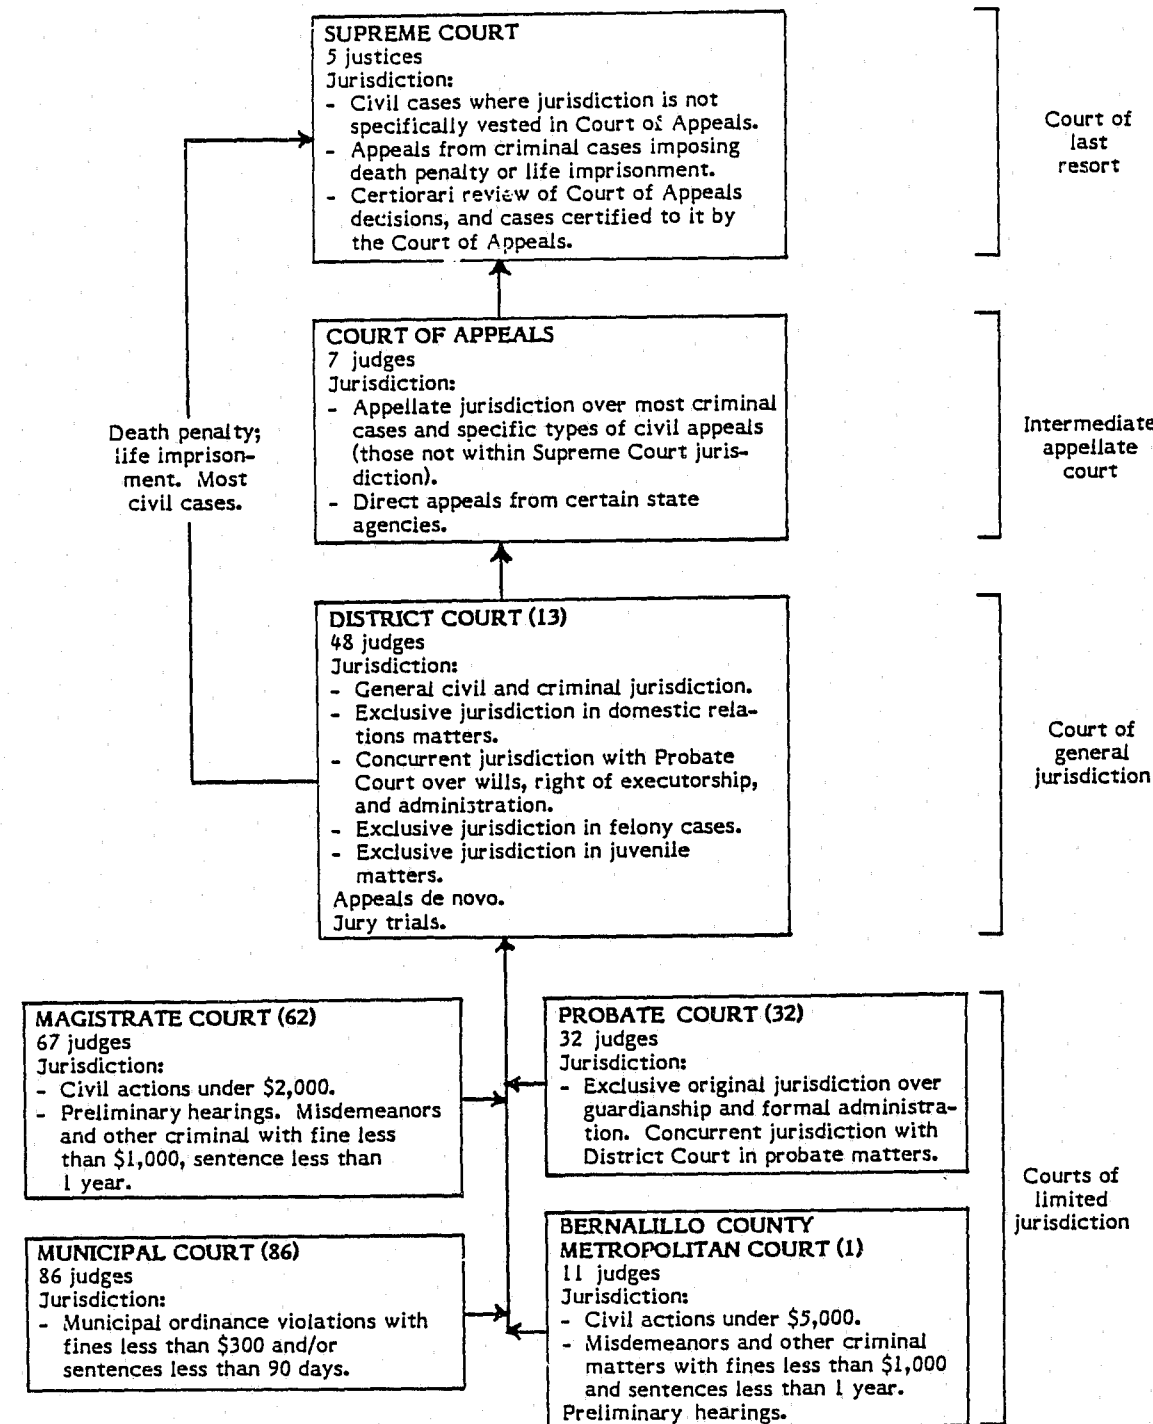 SUPREME COURT
5 justices
Jurisdiction:
- Civil cases where jurisdiction is not
specifically vested in Court of Appeals.
- Appeals from criminal cases imposing
death penalty or life imprisonment.
- Certiorari review of Court of Appeals
decisions, and cases certified to it by
the Court of Appeals.
Court of
last
resort
COURT OF APPEALS
7 judges
Jurisdiction:
- Appellate jurisdiction over most criminal
cases and specific types of civil appeals
(those not within Supreme Court juris-
diction).
- Direct appeals from certain state
agencies.
Intermediate
appellate
court
Death penalty;
life imprison-
ment. Most
civil cases.
DISTRICT COURT (13)
48 judges
Jurisdiction:
- General civil and criminal jurisdiction.
- Exclusive jurisdiction in domestic rela-
tions matters.
- Concurrent jurisdiction with Probate
Court over wills, right of executorship,
and administration.
- Exclusive jurisdiction in felony cases.
- Exclusive jurisdiction in juvenile
matters.
Appeals de novo.
Jury trials.
Court of
general
jurisdiction
MAGISTRATE COURT (62)
67 judges
Jurisdiction:
- Civil actions under $2,000.
- Preliminary hearings. Misdemeanors
and other criminal with fine less
than $1,000, sentence less than
1 year.
PROBATE COURT (32)
32 judges
Jurisdiction:
- Exclusive original jurisdiction over
guardianship and formal administra-
tion. Concurrent jurisdiction with
District Court in probate matters.
MUNICIPAL COURT (86)
86 judges
Jurisdiction:
- Municipal ordinance violations with
fines less than $300 and/or
sentences less than 90 days.
BERNALILLO COUNTY
METROPOLITAN COURT (1)
11 judges
Jurisdiction:
- Civil actions under $5,000.
- Misdemeanors and other criminal
matters with fines less than $1,000
and sentences less than 1 year.
Preliminary hearings.
Courts of
limited
jurisdiction